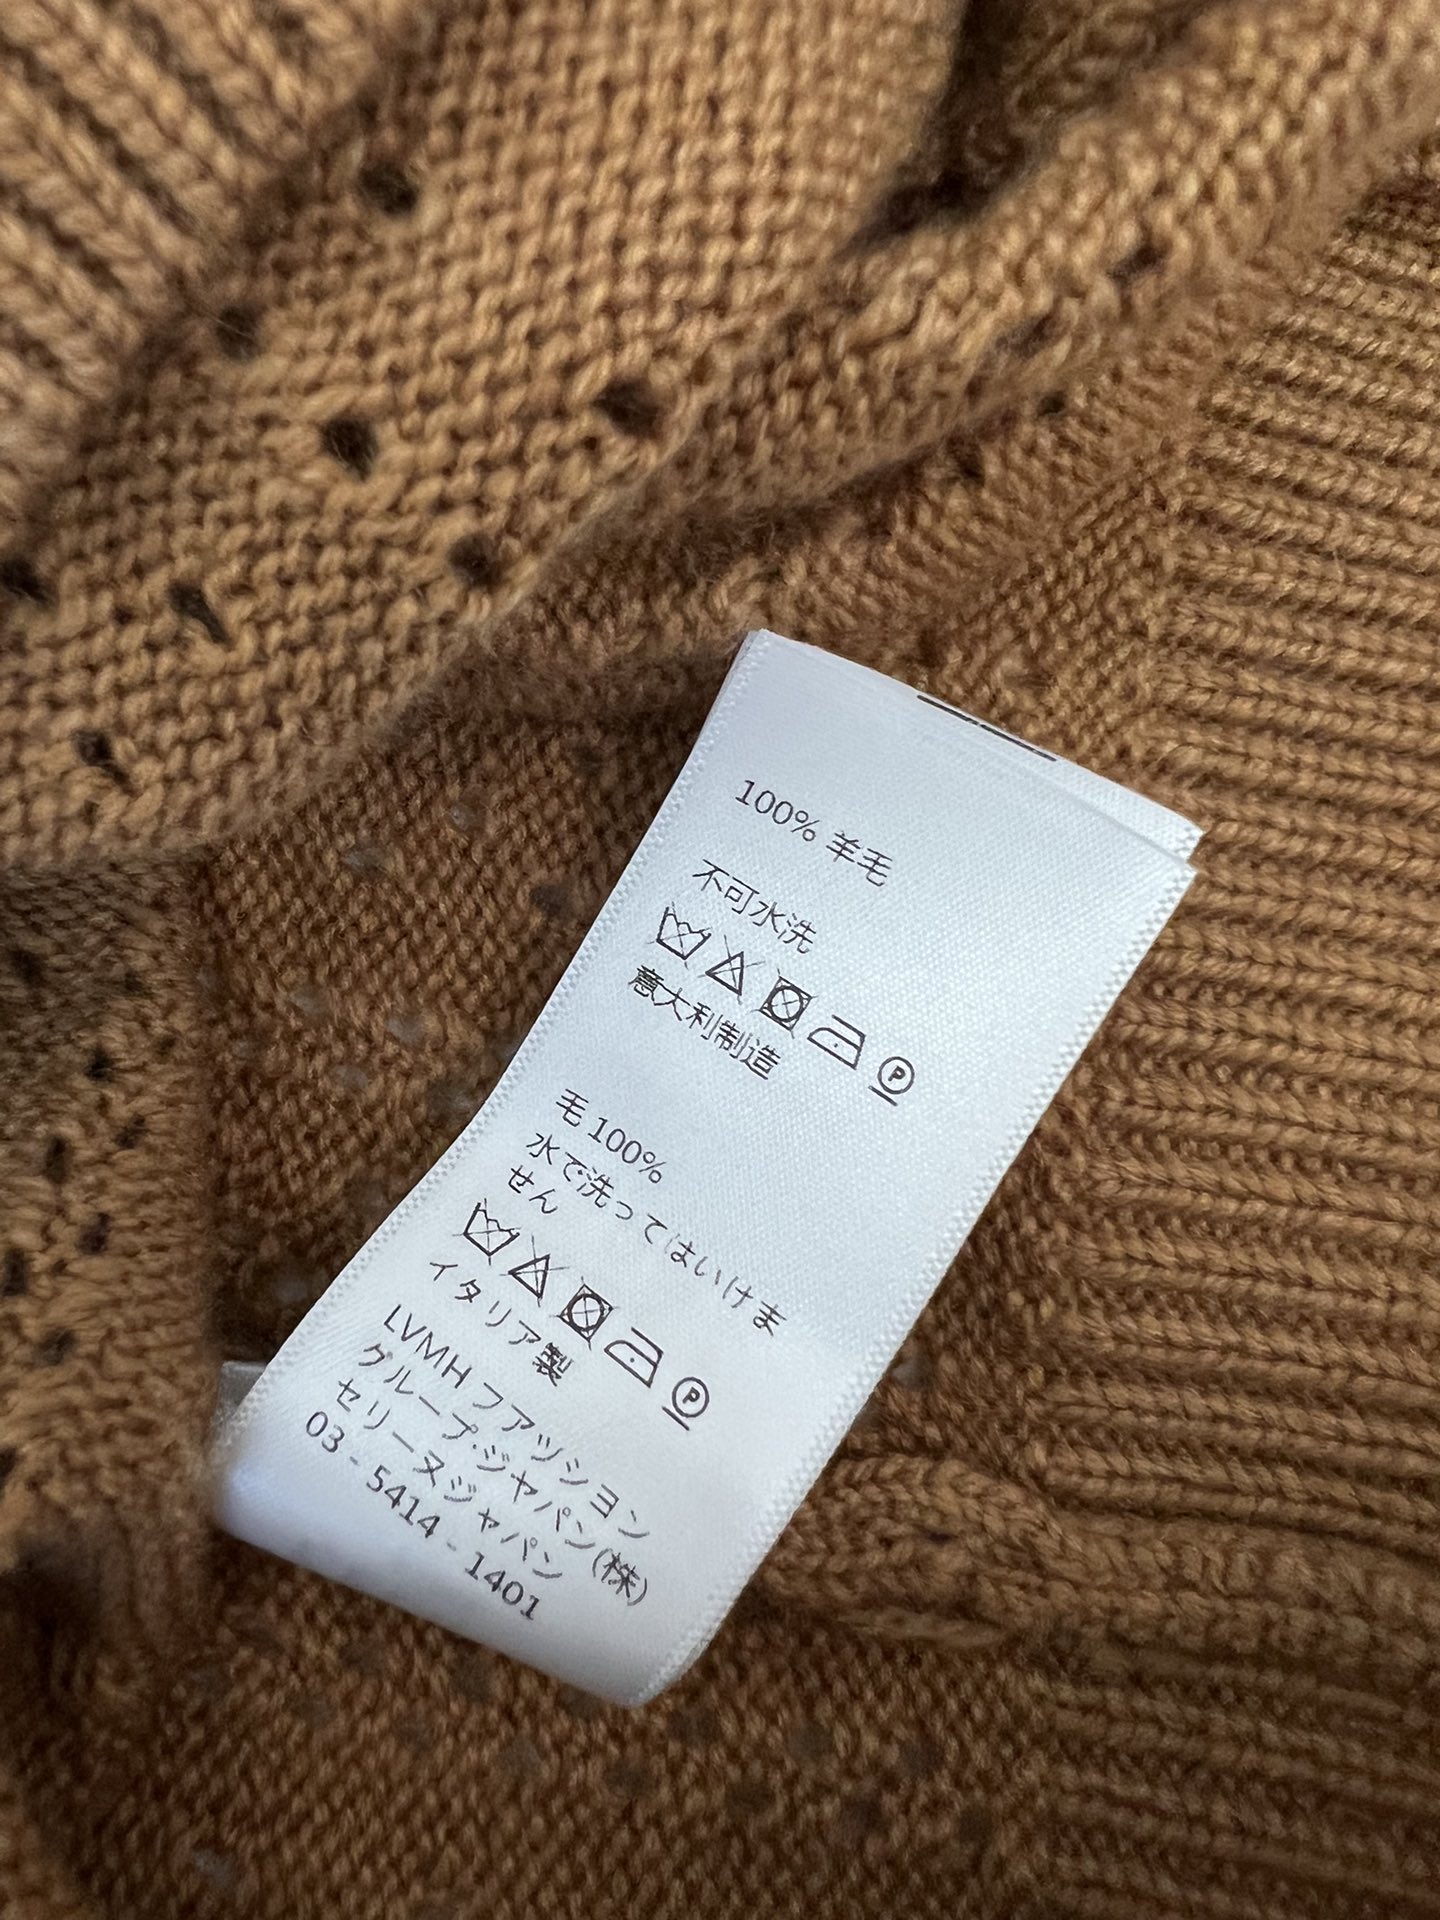 100% 羊毛
不可水洗
P
意大利制造
毛 100%
水で洗ってはいけま
せん
P
イタリア製
LVMH ファッション
グループ・ジャパン(株)
セリーヌジャパン
03 - 5414 - 1401